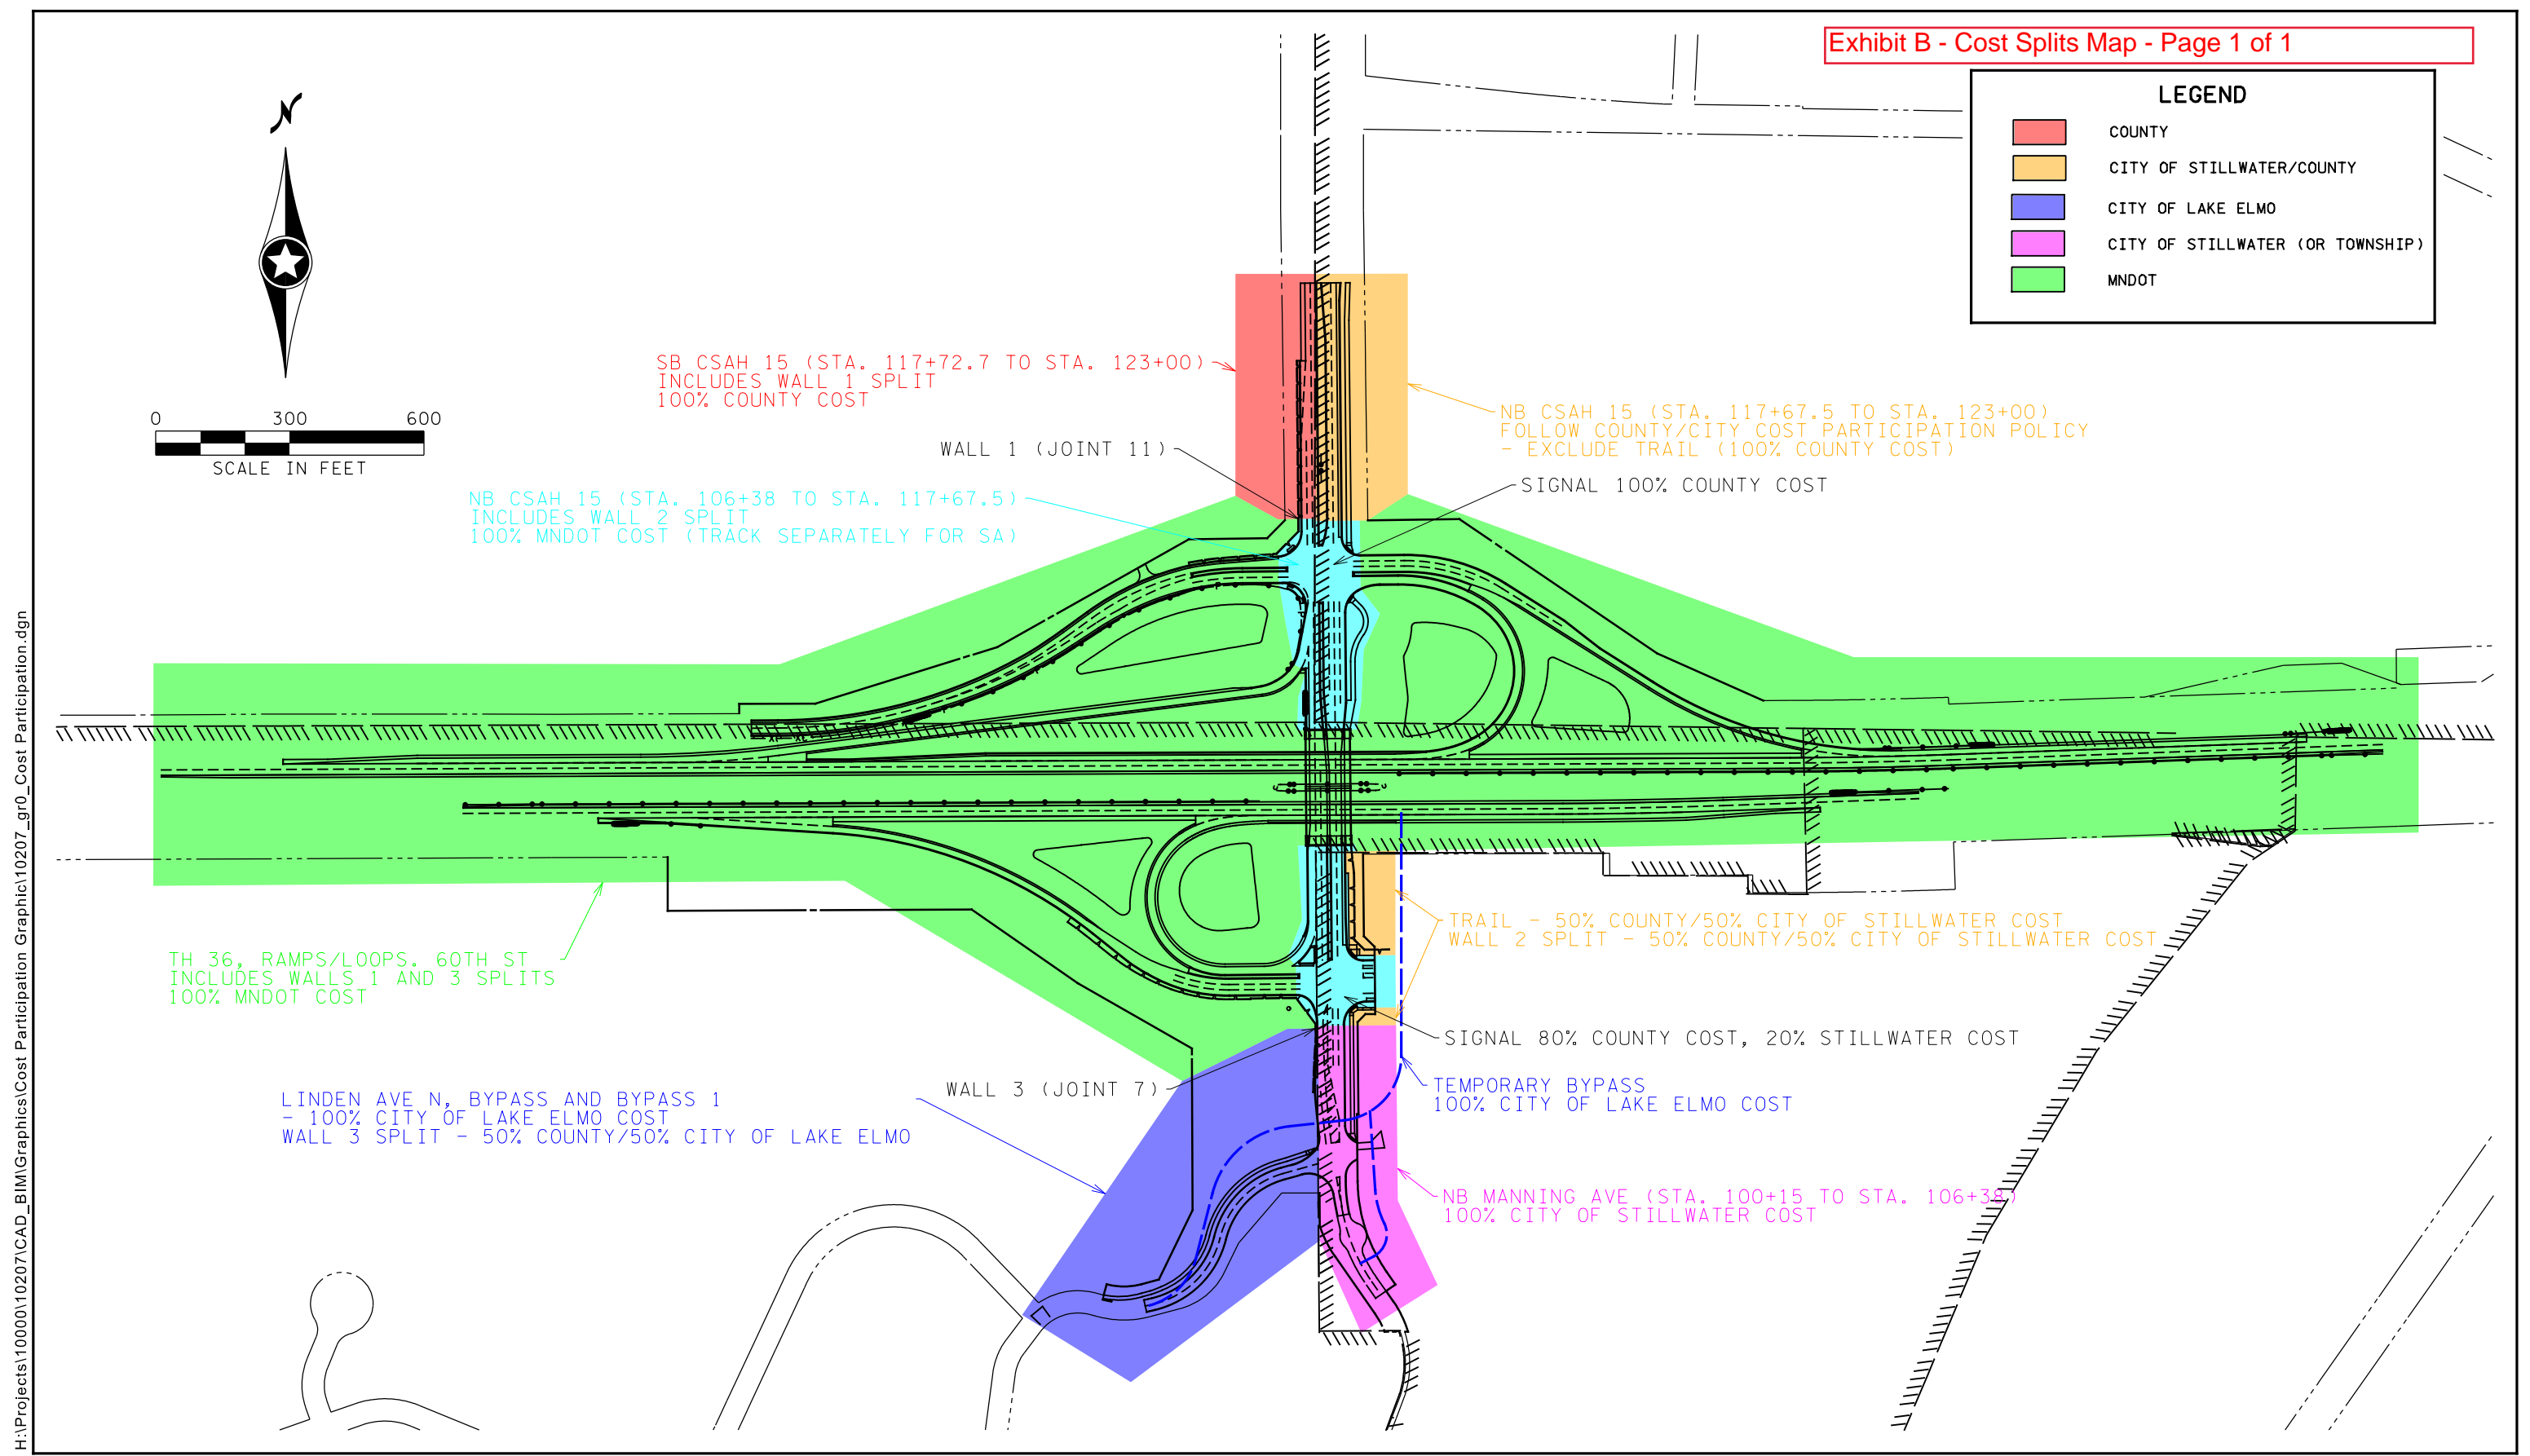 Exhibit B - Cost Splits Map - Page 1 of 1
LEGEND
COUNTY
CITY OF STILLWATER/COUNTY
CITY OF LAKE ELMO
CITY OF STILLWATER (OR TOWNSHIP)
MNDOT
N
0 300 600
SCALE IN FEET
SB CSAH 15 (STA. 117+72.7 TO STA. 123+00)
INCLUDES WALL 1 SPLIT
100% COUNTY COST
NB CSAH 15 (STA. 117+67.5 TO STA. 123+00)
FOLLOW COUNTY/CITY COST PARTICIPATION POLICY
- EXCLUDE TRAIL (100% COUNTY COST)
WALL 1 (JOINT 11)
SIGNAL 100% COUNTY COST
NB CSAH 15 (STA. 106+38 TO STA. 117+67.5)
INCLUDES WALL 2 SPLIT
100% MNDOT COST (TRACK SEPARATELY FOR SA)
TRAIL - 50% COUNTY/50% CITY OF STILLWATER COST
WALL 2 SPLIT - 50% COUNTY/50% CITY OF STILLWATER COST
TH 36, RAMPS/LOOPS. 60TH ST
INCLUDES WALLS 1 AND 3 SPLITS
100% MNDOT COST
SIGNAL 80% COUNTY COST, 20% STILLWATER COST
WALL 3 (JOINT 7)
TEMPORARY BYPASS
100% CITY OF LAKE ELMO COST
LINDEN AVE N, BYPASS AND BYPASS 1
- 100% CITY OF LAKE ELMO COST
WALL 3 SPLIT - 50% COUNTY/50% CITY OF LAKE ELMO
NB MANNING AVE (STA. 100+15 TO STA. 106+38)
100% CITY OF STILLWATER COST
H:\Projects\10000\10207\CAD_BIM\Graphics\Cost Participation Graphic\10207_gr0_Cost Participation.dgn